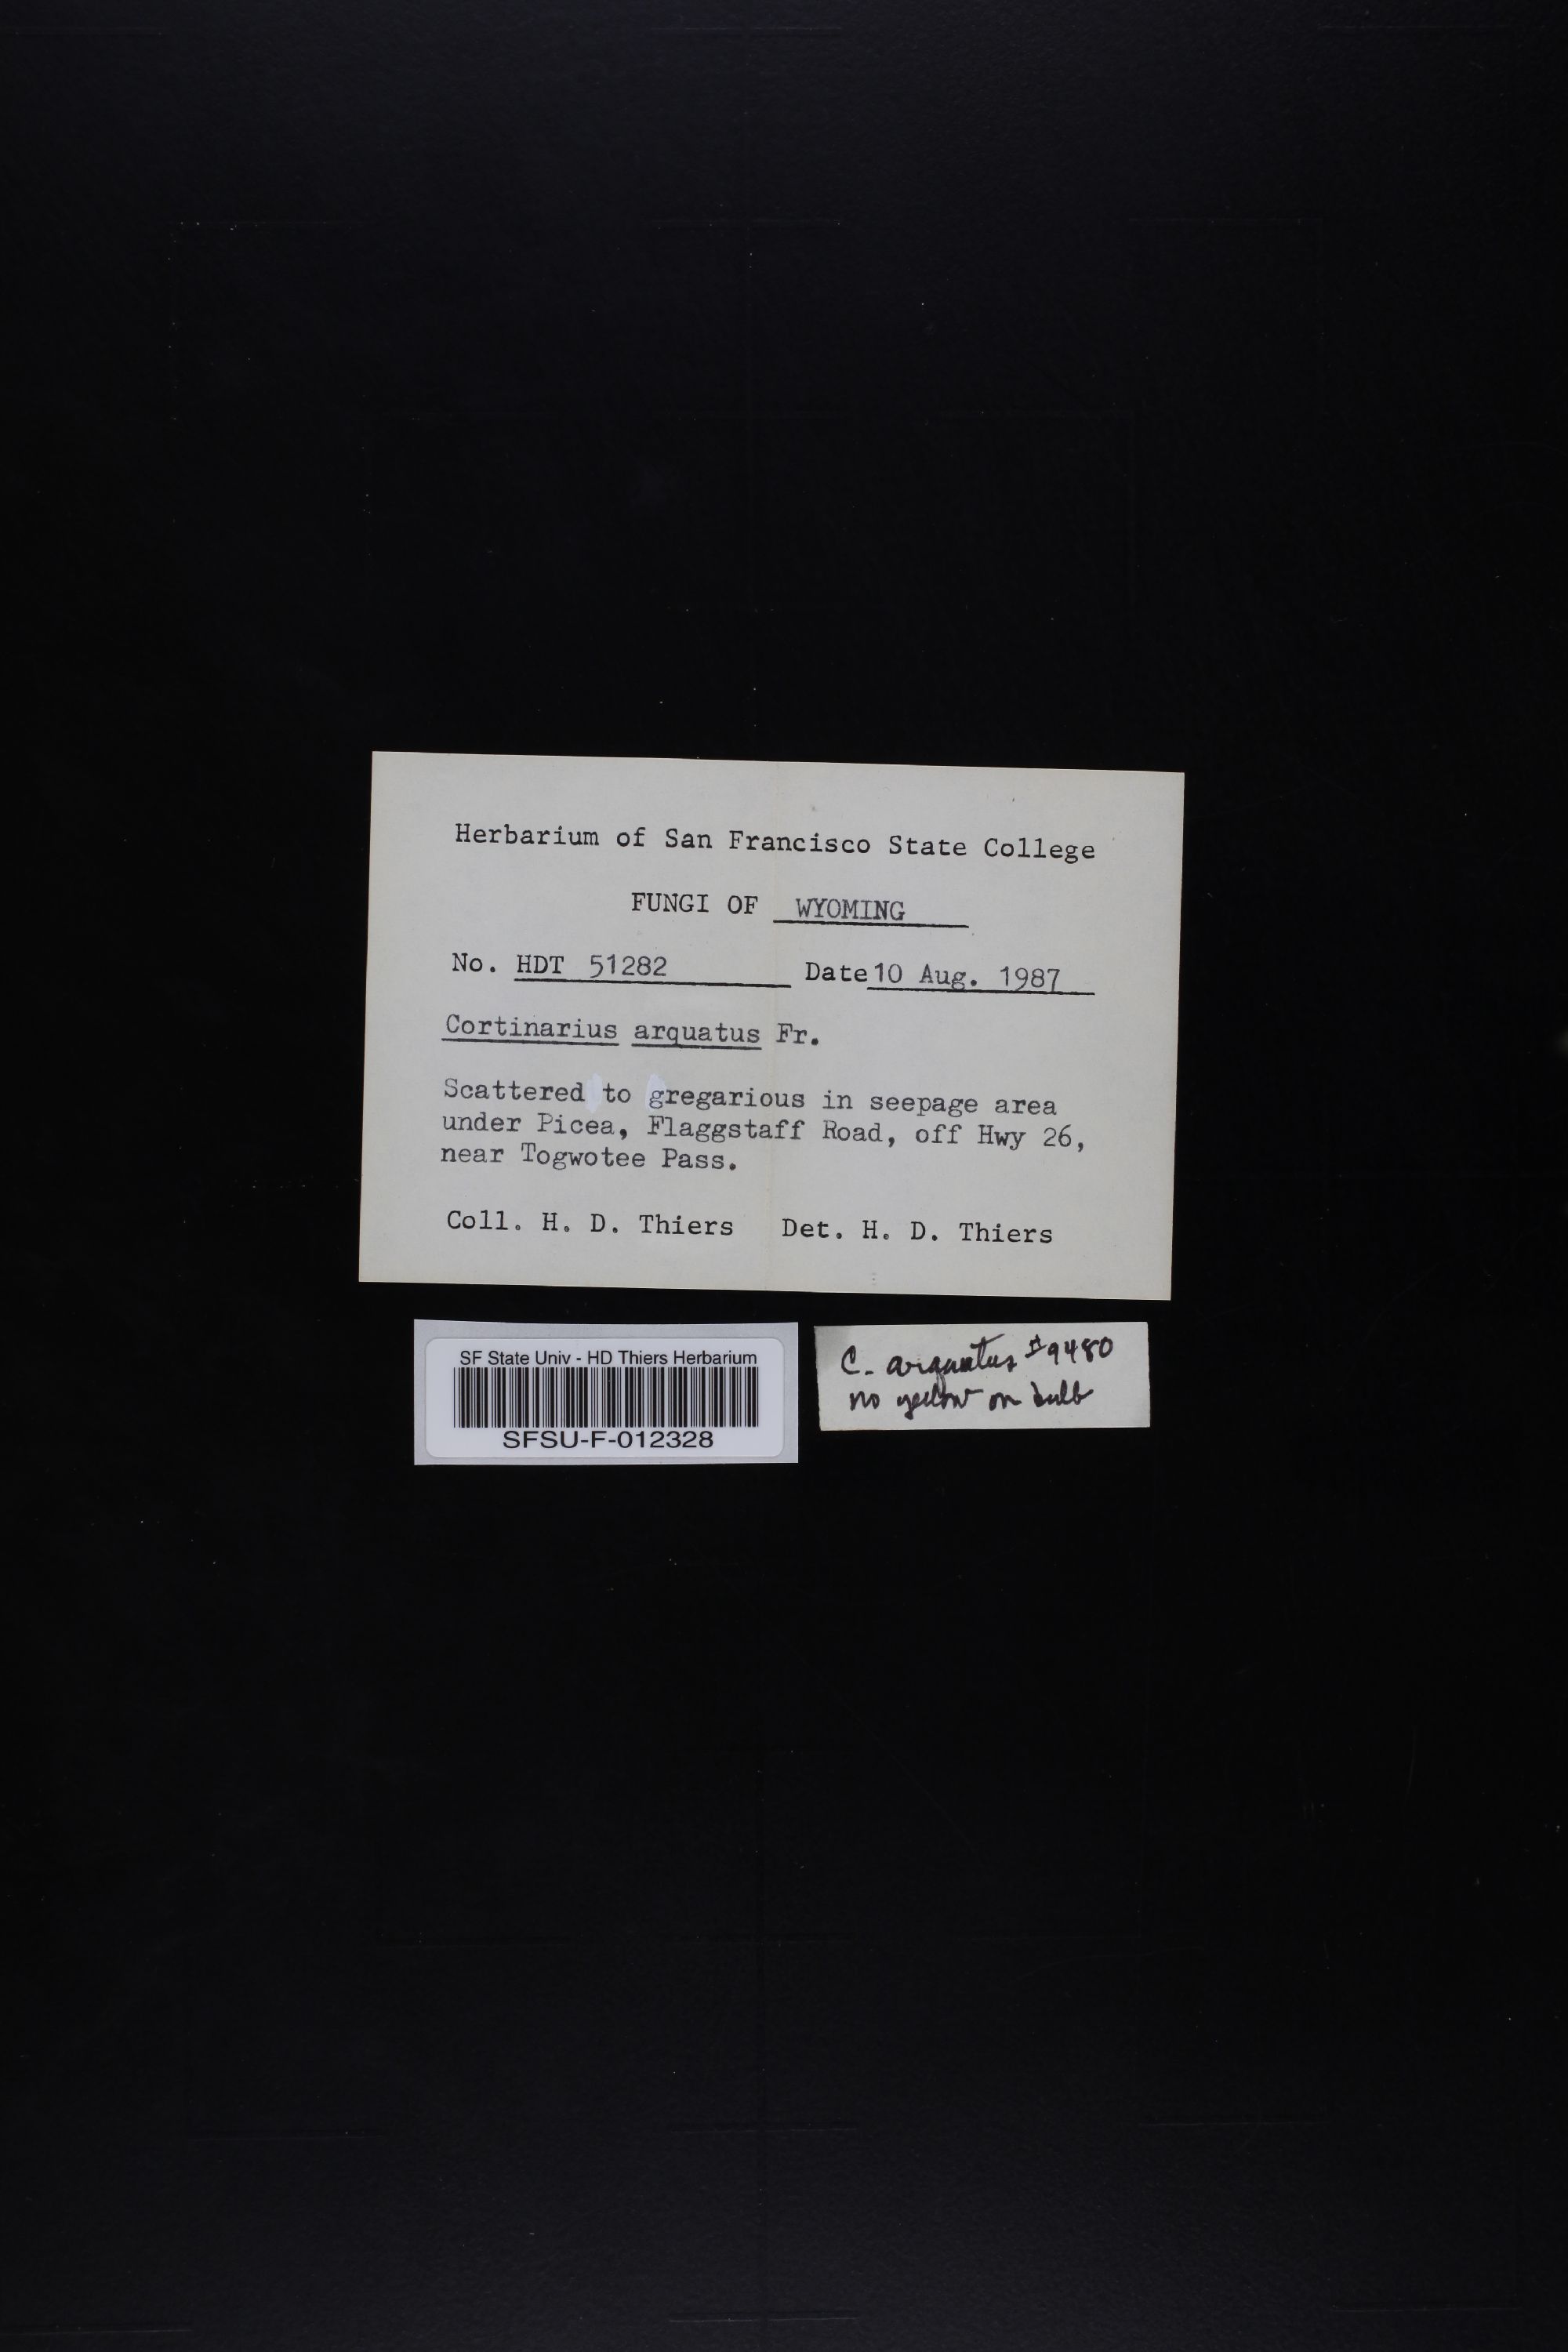 Herbarium of San Francisco State College
FUNGI OF WYOMING
No. HDT 51282 Date 10 Aug. 1987
Cortinarius arquatus Fr.
Scattered to gregarious in seepage area
under Picea, Flaggstaff Road, off Hwy 26,
near Togwotee Pass.
Coll. H. D. Thiers Det. H. D. Thiers
SF State Univ - HD Thiers Herbarium
SFSU-F-012328
C. arquatus #9480
no yellow on bulb